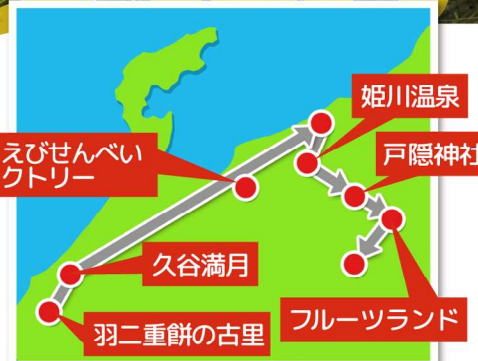 姫川温泉
えびせんべい
クトリー
戸隠神社
久谷満月
フルーツランド
羽二重餅の古里